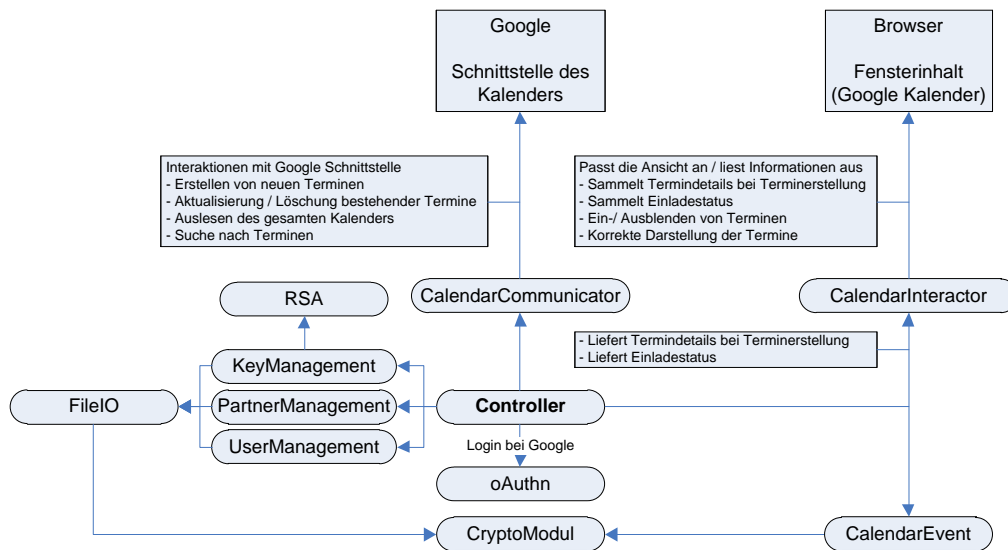 Google
Schnittstelle des
Kalenders
Browser
Fensterinhalt
(Google Kalender)
Interaktionen mit Google Schnittstelle
- Erstellen von neuen Terminen
- Aktualisierung / Löschung bestehender Termine
- Auslesen des gesamten Kalenders
- Suche nach Terminen
Passt die Ansicht an / liest Informationen aus
- Sammelt Termindetails bei Terminerstellung
- Sammelt Einladestatus
- Ein-/ Ausblenden von Terminen
- Korrekte Darstellung der Termine
RSA
CalendarCommunicator
CalendarInteractor
- Liefert Termindetails bei Terminerstellung
- Liefert Einladestatus
KeyManagement
FileIO
PartnerManagement
Controller
UserManagement
Login bei Google
oAuthn
CryptoModul
CalendarEvent